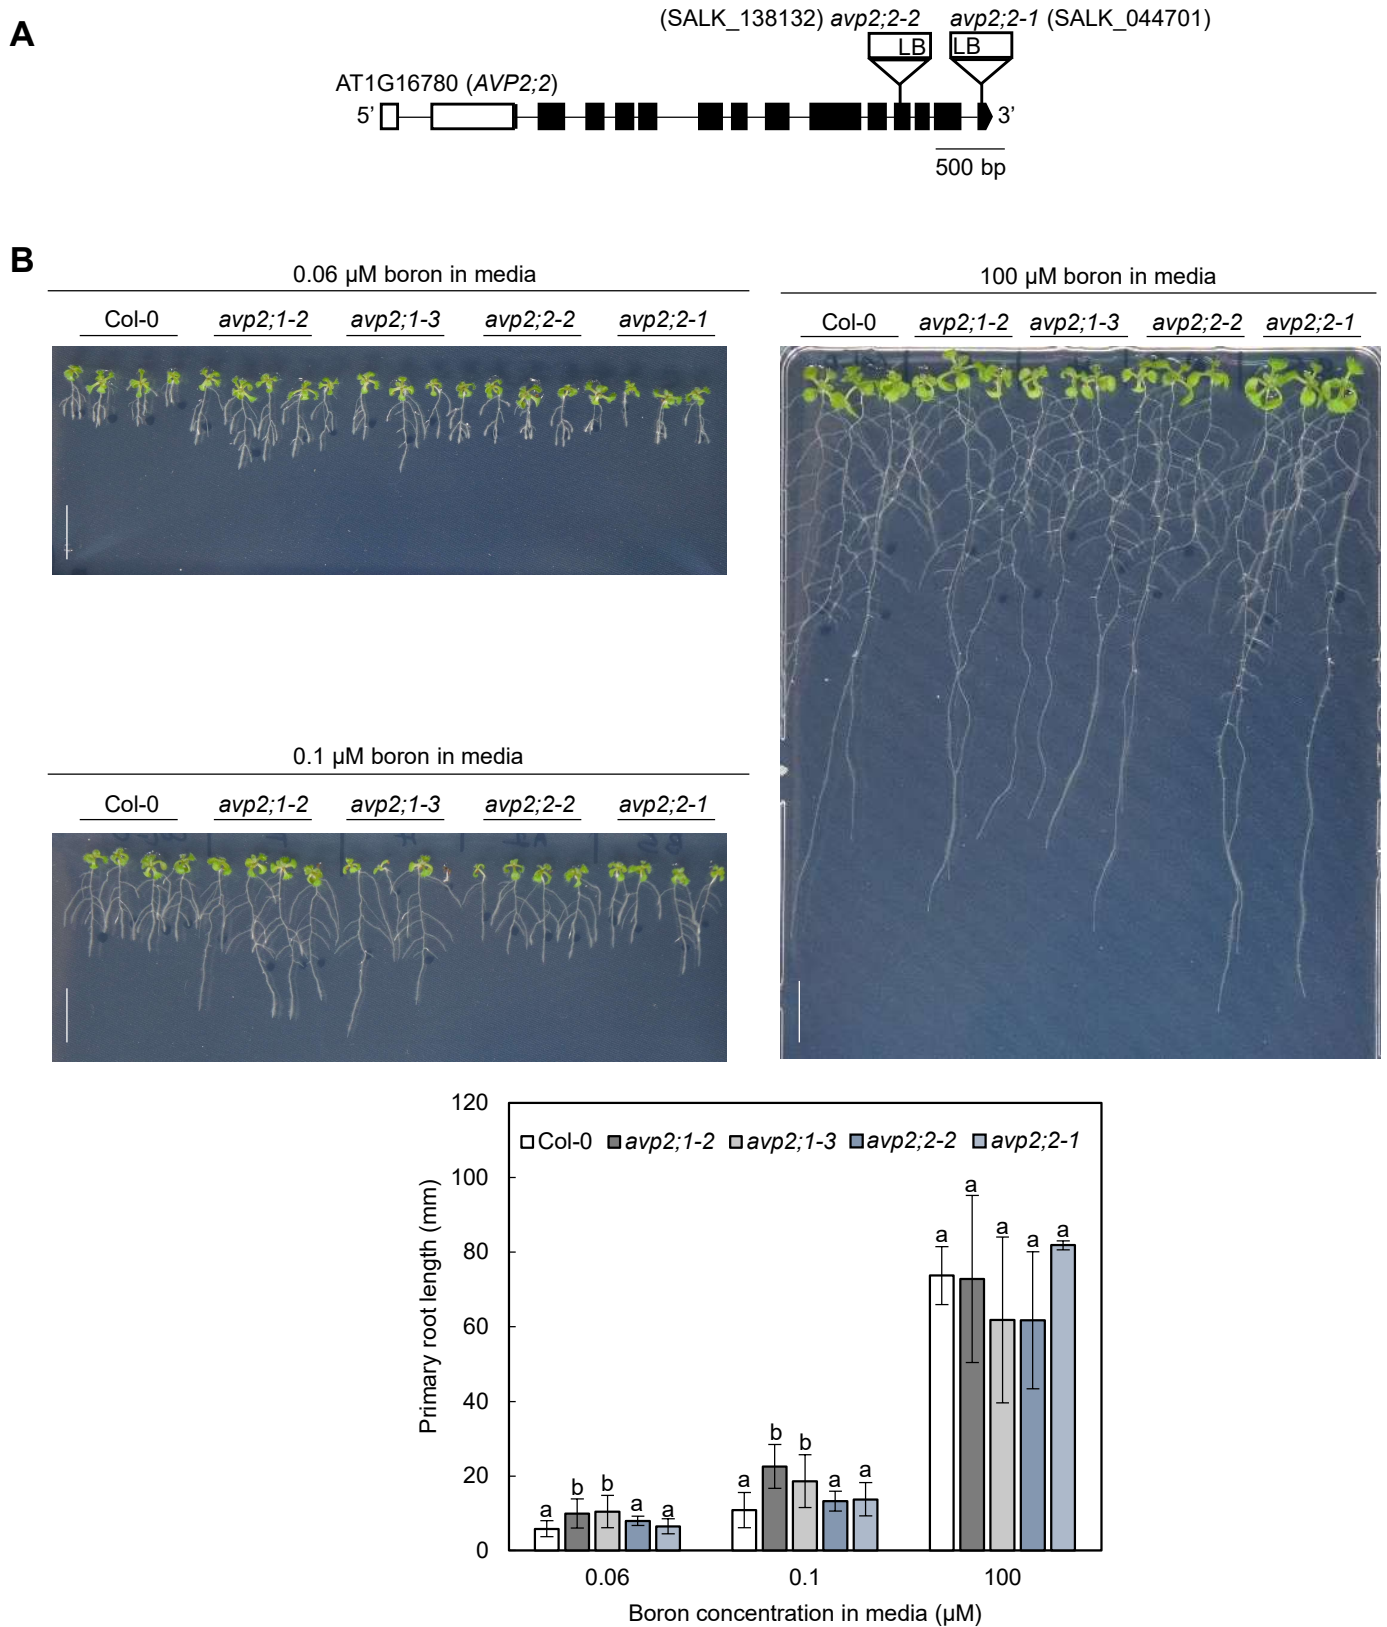 A
(SALK_138132) avp2;2-2 avp2;2-1 (SALK_044701)
LB LB
AT1G16780 (AVP2;2)
5’ 3’
500 bp
B
0.06 µM boron in media
Col-0 avp2;1-2 avp2;1-3 avp2;2-2 avp2;2-1
100 µM boron in media
Col-0 avp2;1-2 avp2;1-3 avp2;2-2 avp2;2-1
0.1 µM boron in media
Col-0 avp2;1-2 avp2;1-3 avp2;2-2 avp2;2-1
120
100
80
60
40
20
0
Primary root length (mm)
Col-0 avp2;1-2 avp2;1-3 avp2;2-2 avp2;2-1
a b b a a
a b b a a
a a a a a
0.06 0.1 100
Boron concentration in media (µM)